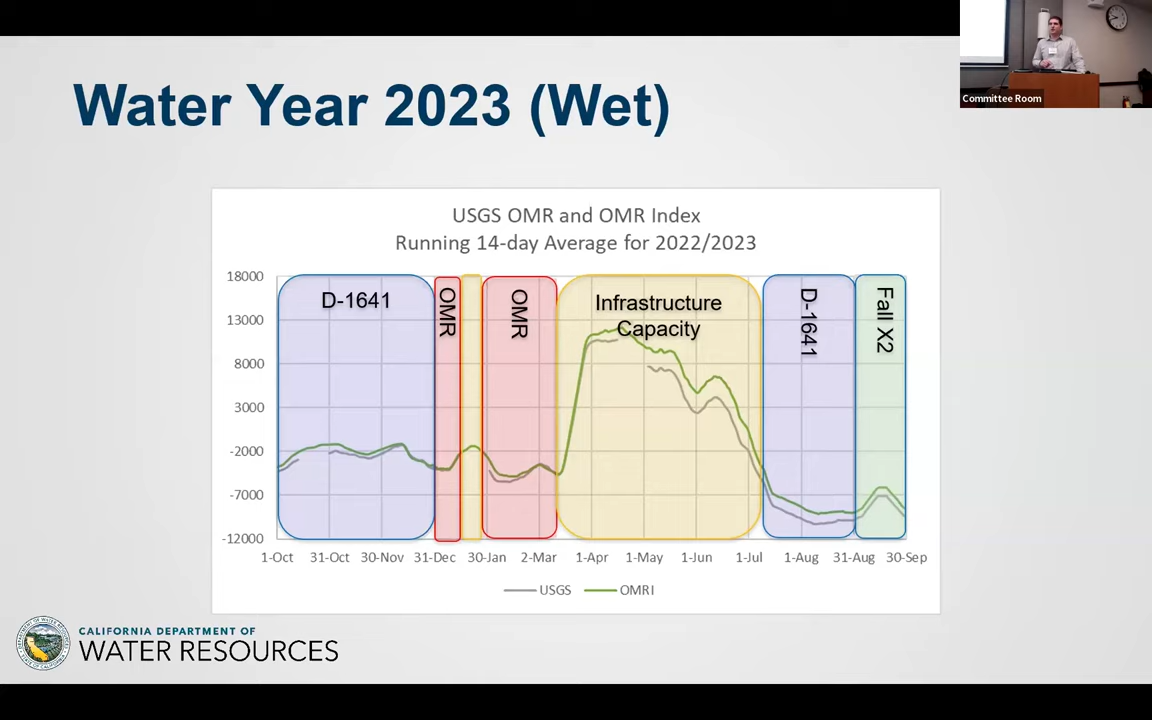 Water Year 2023 (Wet)
Committee Room
USGS OMR and OMR Index
Running 14-day Average for 2022/2023
18000
13000
8000
3000
-2000
-7000
-12000
D-1641
OMR
OMR
Infrastructure
Capacity
D-1641
Fall X2
1-Oct 31-Oct 30-Nov 31-Dec 30-Jan 2-Mar 1-Apr 1-May 1-Jun 1-Jul 1-Aug 31-Aug 30-Sep
USGS OMRI
CALIFORNIA DEPARTMENT OF
WATER RESOURCES